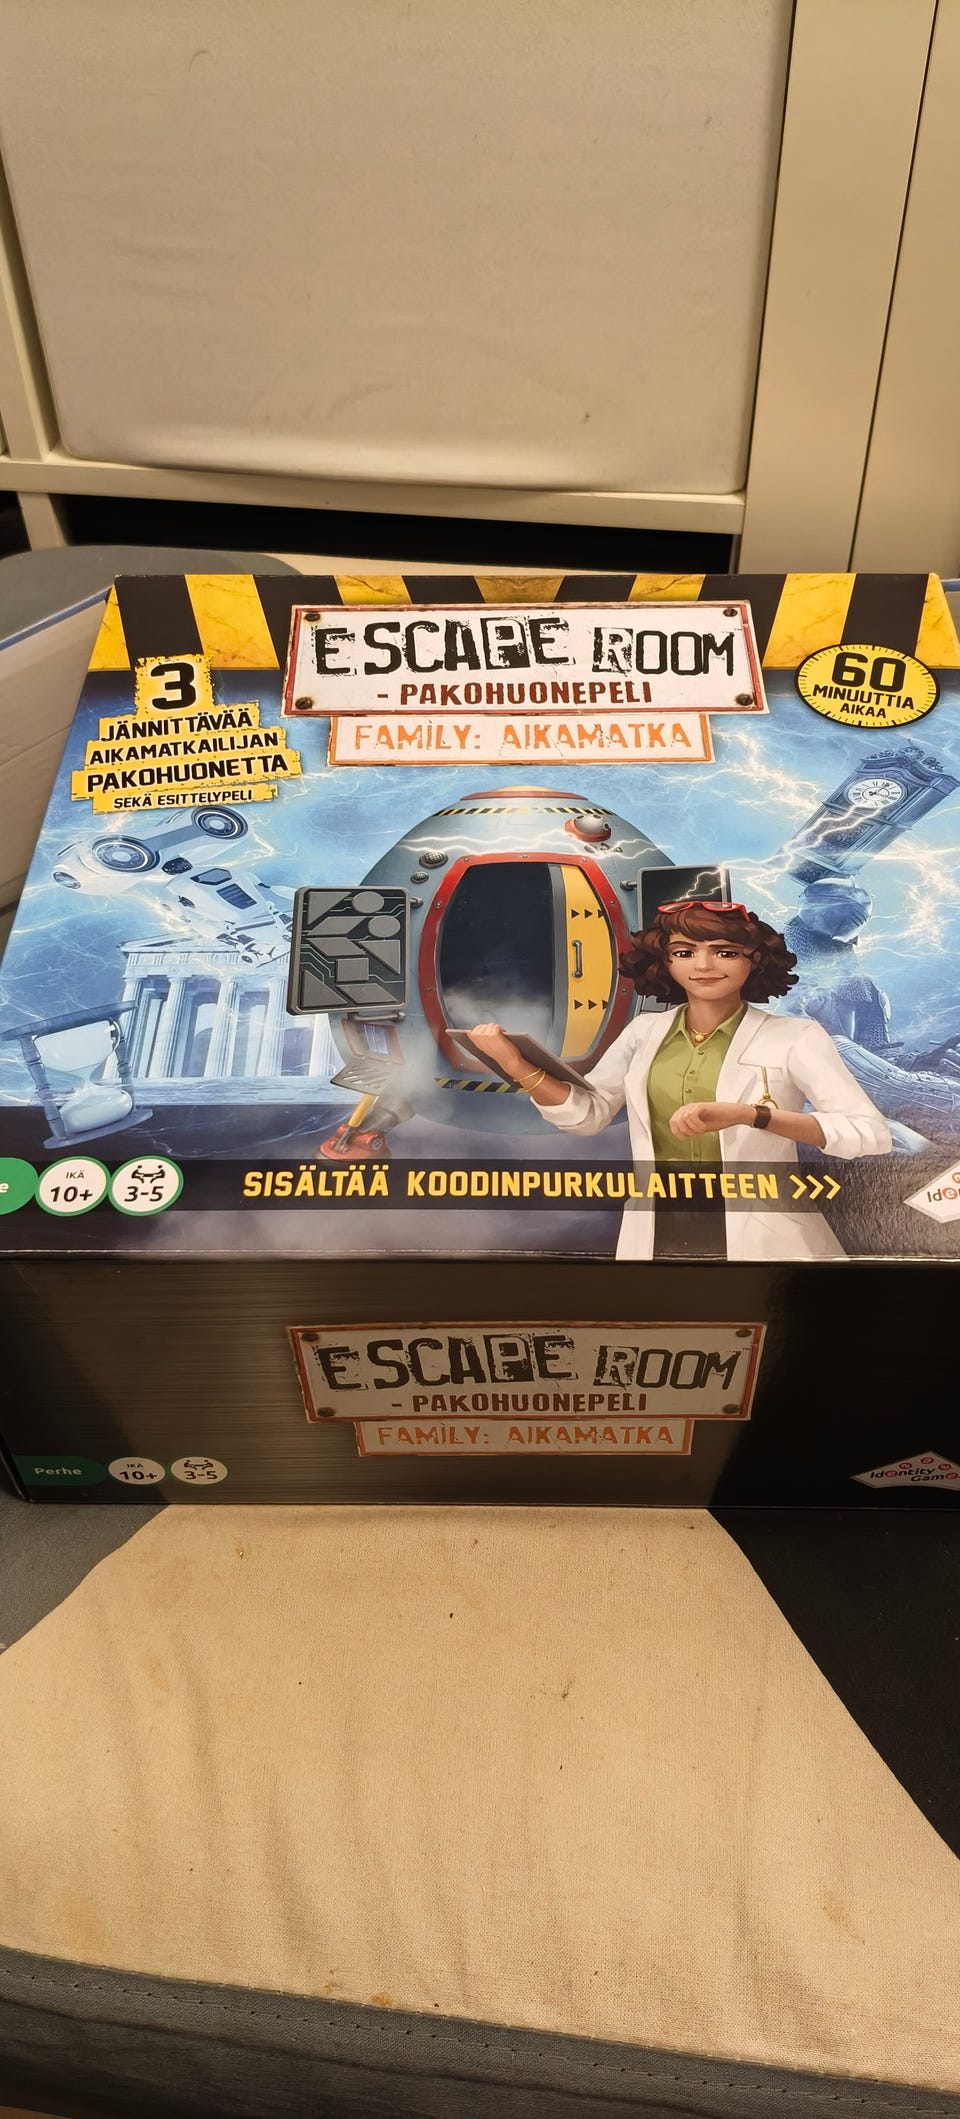 ESCAPE ROOM
- PAKOHUONEPELI
FAMILY: AIKAMATKA
3
JÄNNITTÄVÄÄ
AIKAMATKAILIJAN
PAKOHUONETTA
SEKÄ ESITTELYPELI
60
MINUUTTIA
AIKAA
IKÄ
10+
3-5
SISÄLTÄÄ KOODINPURKULAITTEEN >>>
ESCAPE ROOM
- PAKOHUONEPELI
FAMILY: AIKAMATKA
Perhe
IKÄ
10+
3-5
Identity